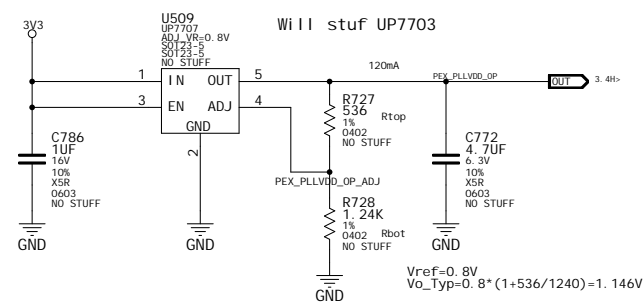 3V3
U509
UP7707
ADJ_VR=0.8V
SOT23-5
SOT23-5
NO STUFF
Will stuf UP7703
1 IN OUT 5
3 EN ADJ 4
GND
2
120mA
PEX_PLLVDD_OP
OUT 3.4H>
R727
536 Rtop
1%
0402
NO STUFF
C786
1UF
16V
10%
X5R
0603
NO STUFF
C772
4.7UF
6.3V
10%
X5R
0603
NO STUFF
PEX_PLLVDD_OP_ADJ
R728
1.24K
1%
0402 Rbot
NO STUFF
GND
GND
GND
GND
Vref=0.8V
Vo_Typ=0.8*(1+536/1240)=1.146V